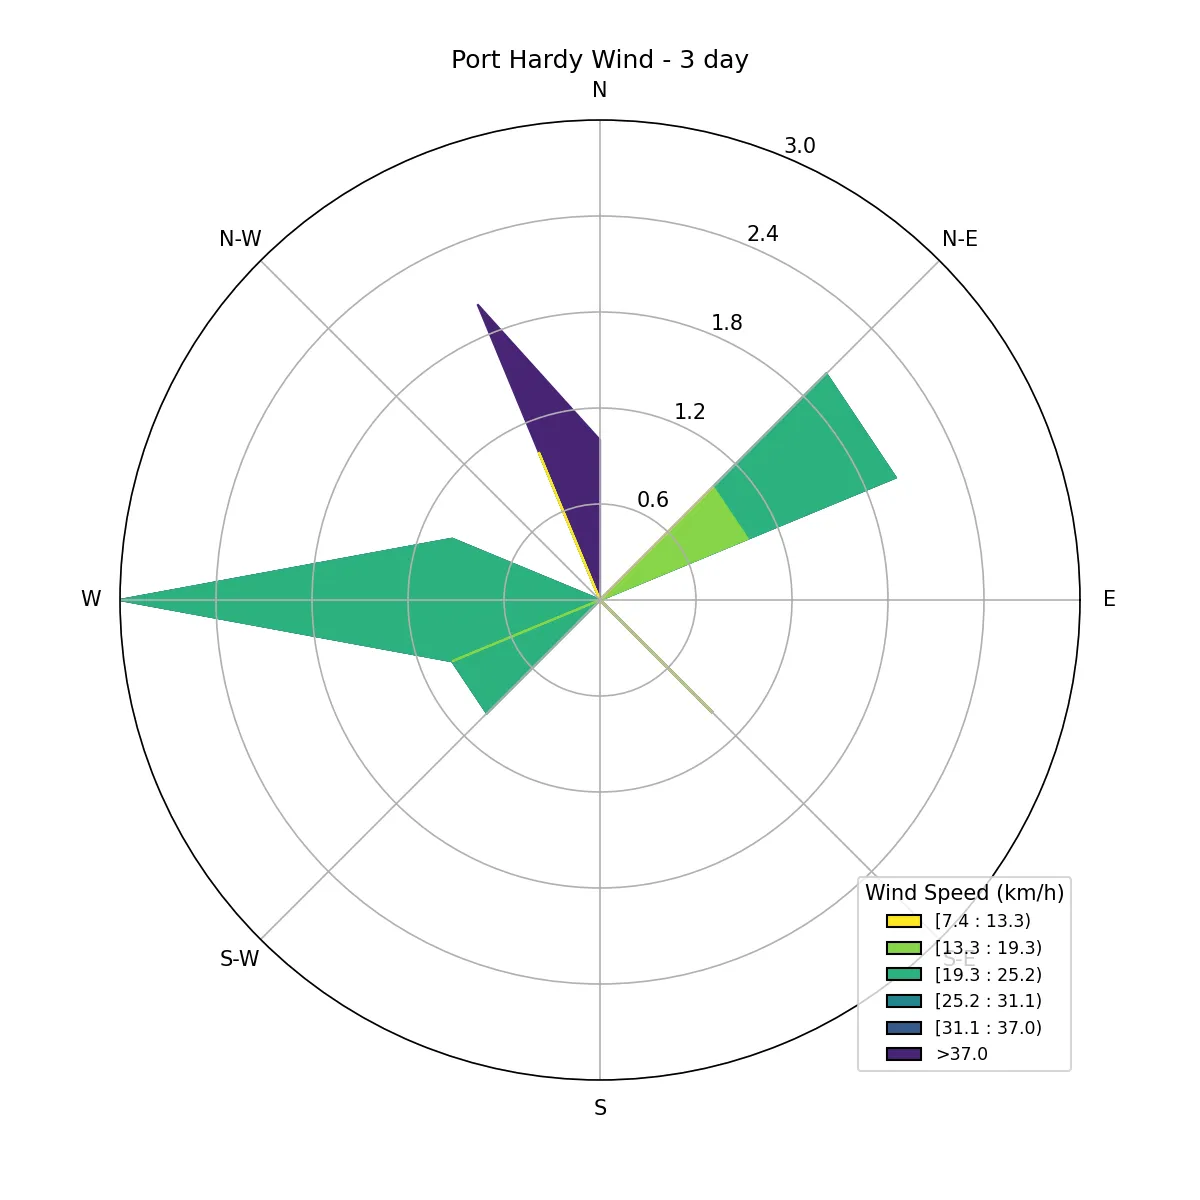 Port Hardy Wind - 3 day
N
3.0
N-W
2.4
N-E
1.8
1.2
0.6
W
E
S-W
S-E
S
Wind Speed (km/h)
[7.4 : 13.3)
[13.3 : 19.3)
[19.3 : 25.2)
[25.2 : 31.1)
[31.1 : 37.0)
>37.0